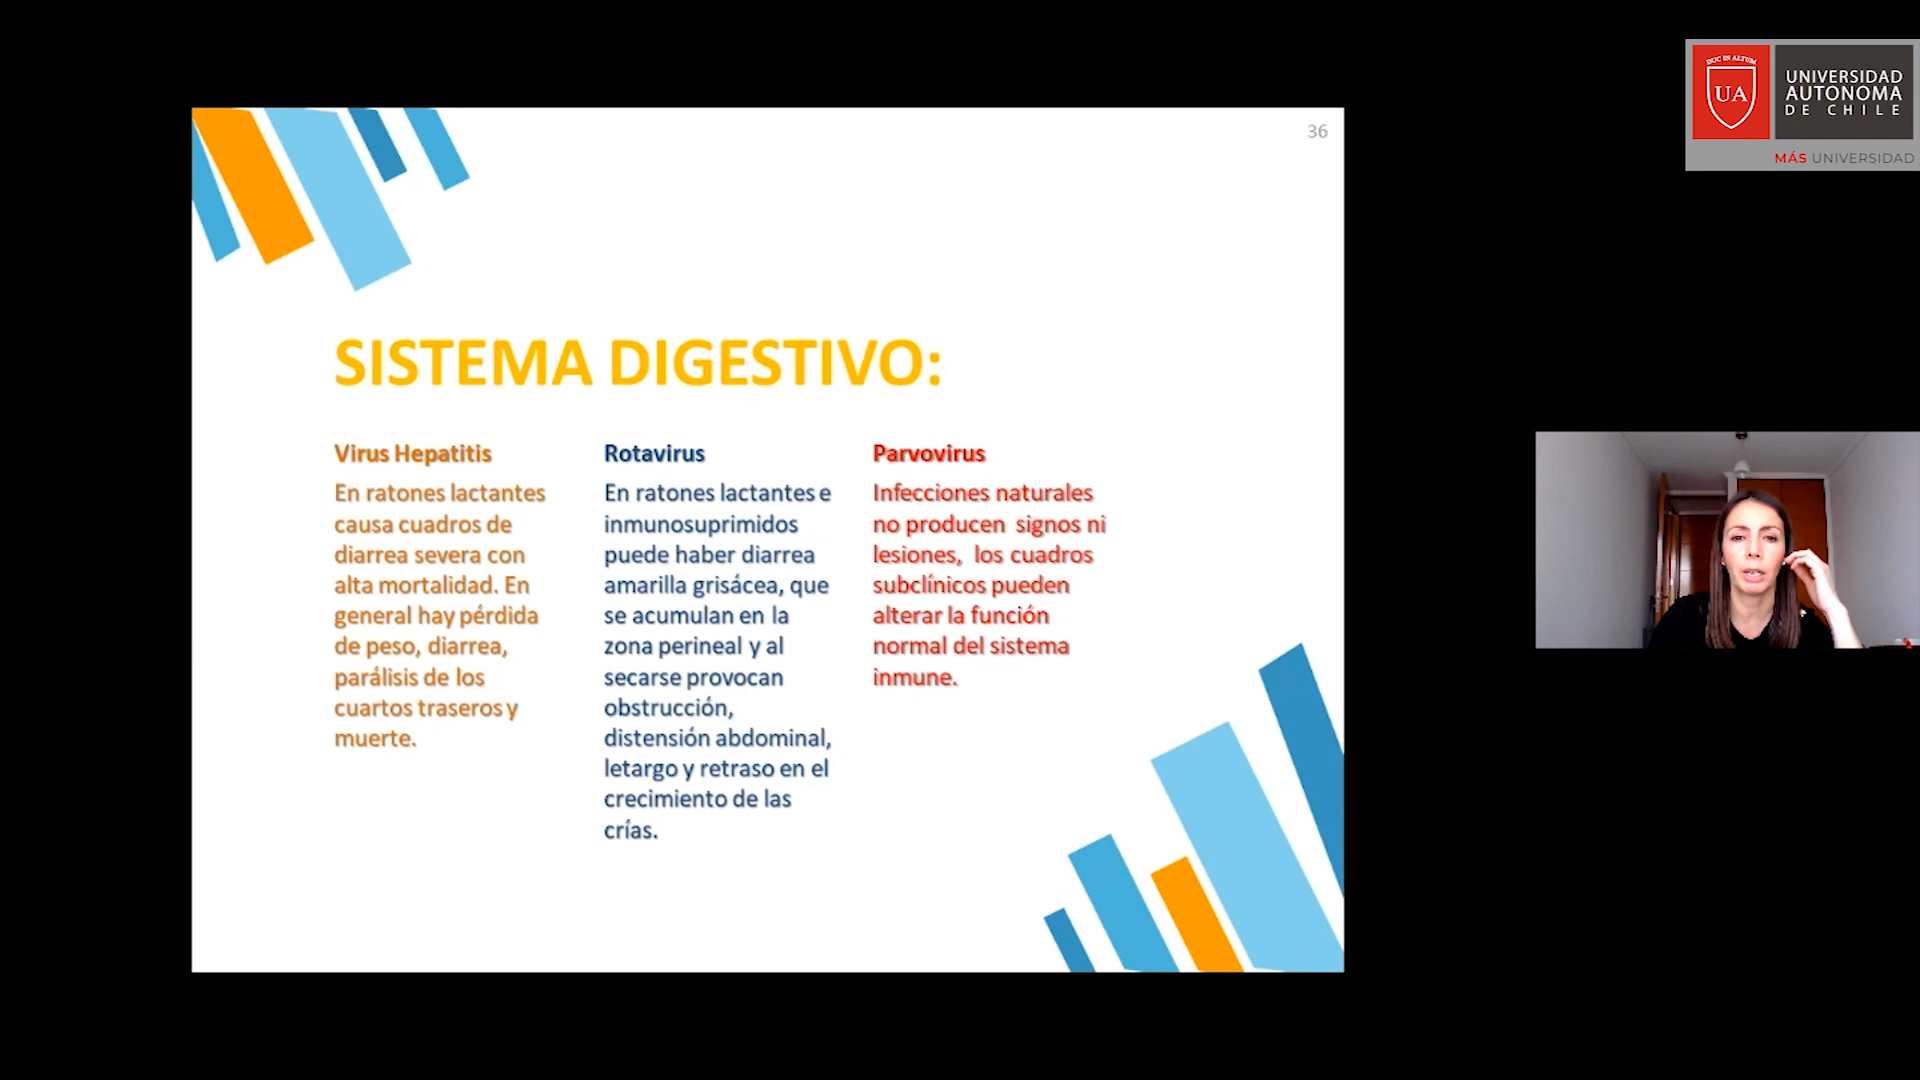 36
SISTEMA DIGESTIVO:
Virus Hepatitis
En ratones lactantes
causa cuadros de
diarrea severa con
alta mortalidad. En
general hay pérdida
de peso, diarrea,
parálisis de los
cuartos traseros y
muerte.
Rotavirus
En ratones lactantes e
inmunosuprimidos
puede haber diarrea
amarilla grisácea, que
se acumulan en la
zona perineal y al
secarse provocan
obstrucción,
distensión abdominal,
letargo y retraso en el
crecimiento de las
crías.
Parvovirus
Infecciones naturales
no producen signos ni
lesiones, los cuadros
subclínicos pueden
alterar la función
normal del sistema
inmune.
DOC IN ALTUM
UA
UNIVERSIDAD
AUTONOMA
DE CHILE
MÁS UNIVERSIDAD